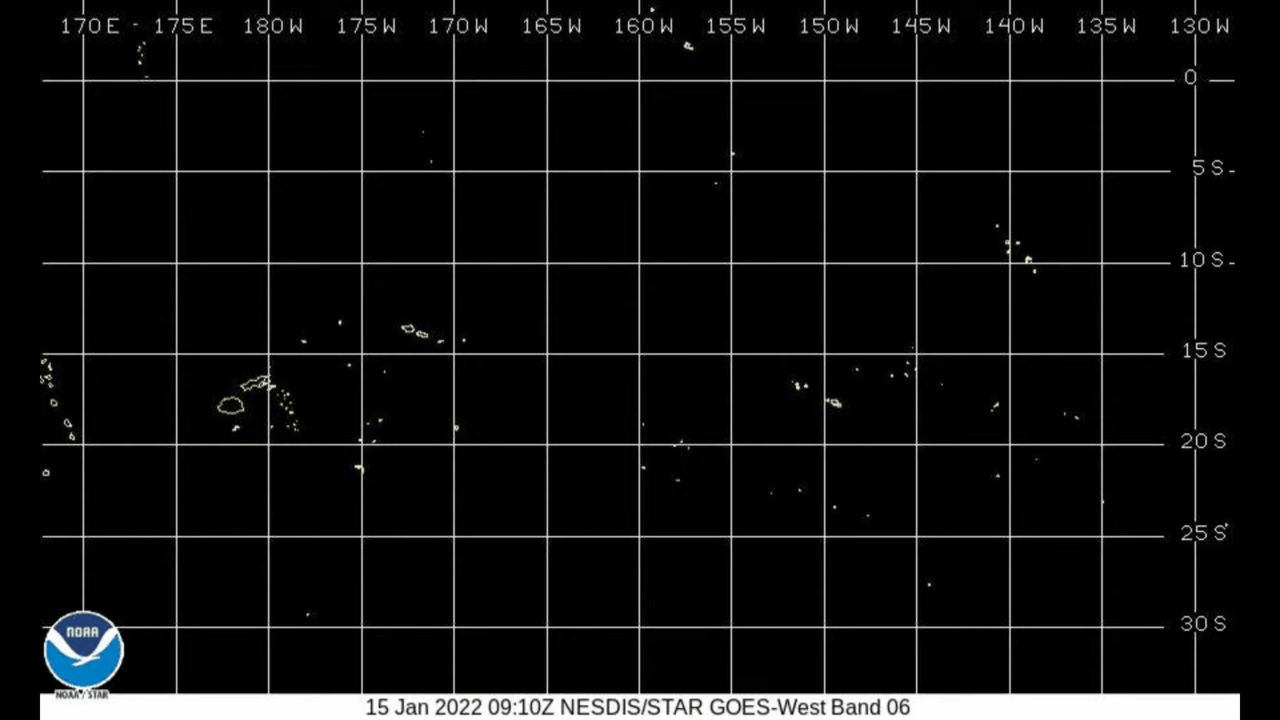 170E 175E 180W 175W 170W 165W 160W 155W 150W 145W 140W 135W 130W
0
5S
10S
15S
20S
25S
30S
NOAA
NOAA/STAR
15 Jan 2022 09:10Z NESDIS/STAR GOES-West Band 06